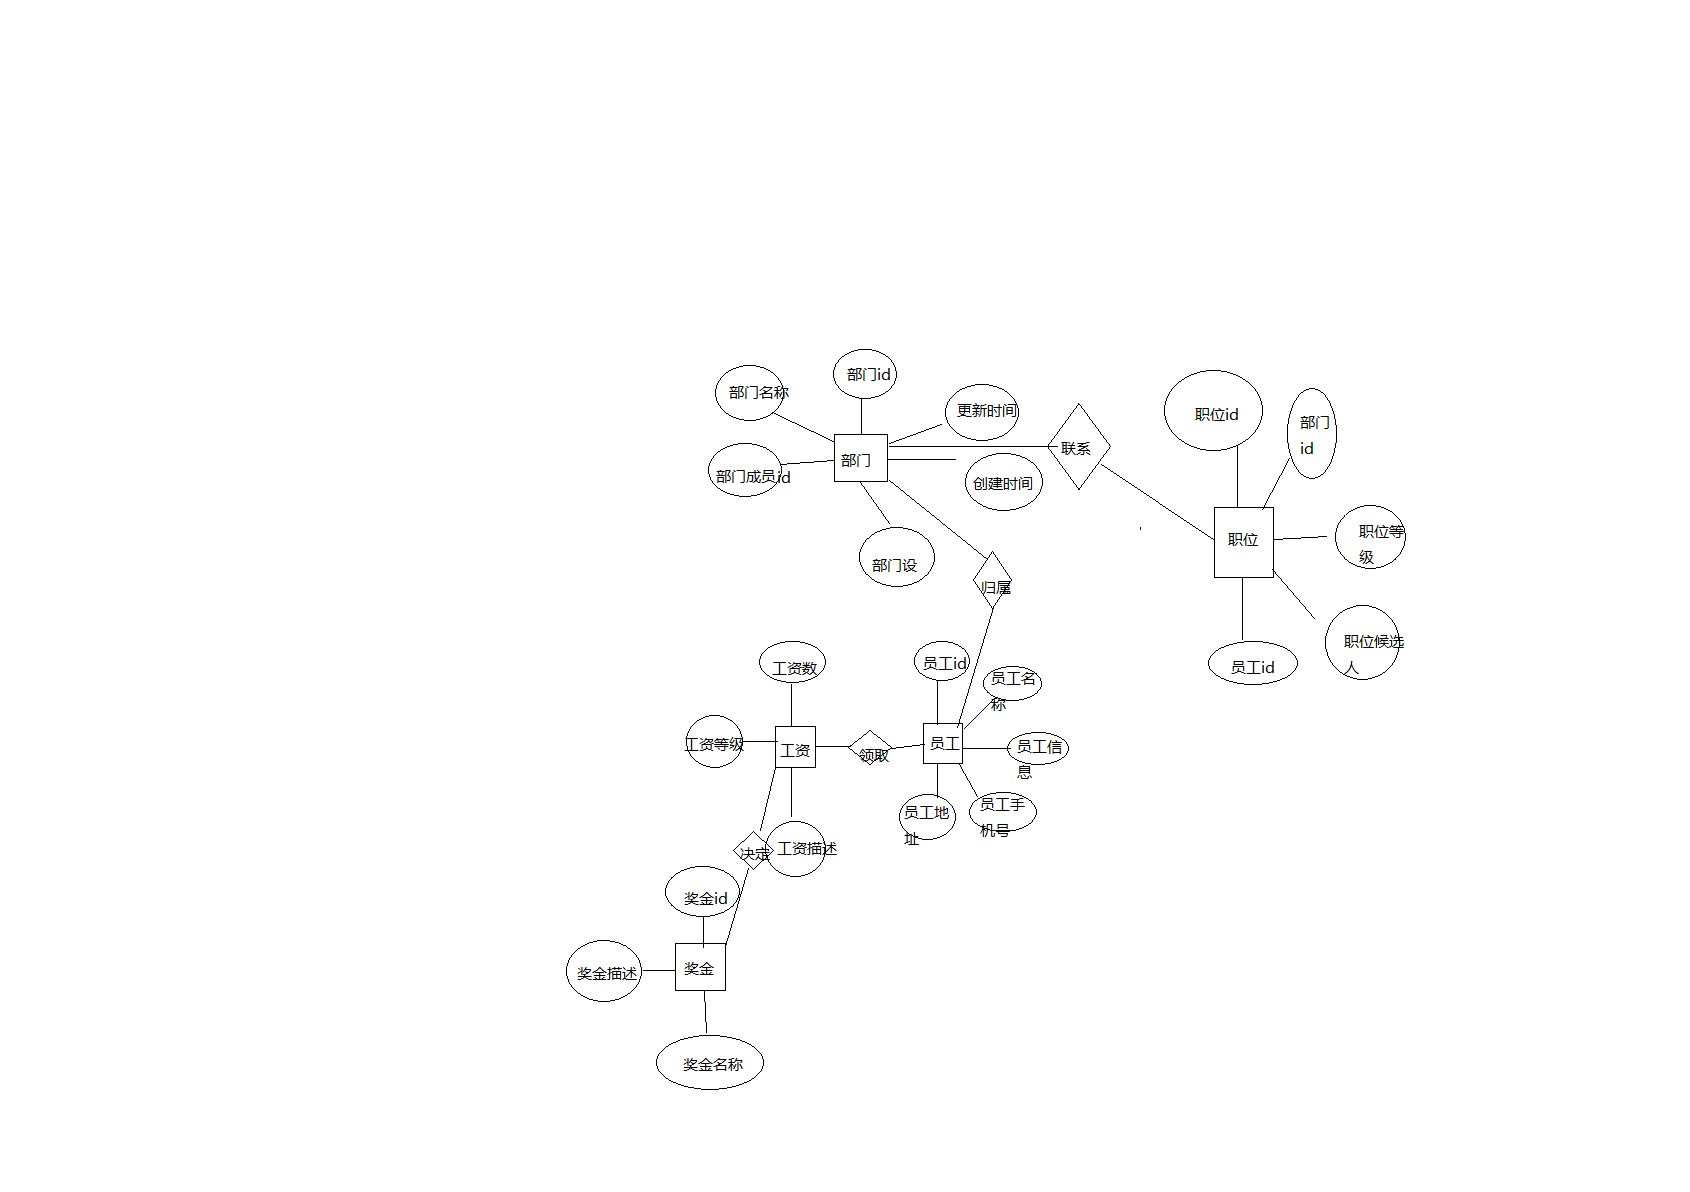 部门id
部门名称
更新时间
部门
部门成员id
创建时间
部门设
联系
归属
职位id
部门
id
职位
职位等
级
职位候选
人
员工id
工资数
工资等级
工资
工资描述
领取
员工id
员工名
称
员工
员工信
息
员工地
址
员工手
机号
决定
奖金id
奖金描述
奖金
奖金名称